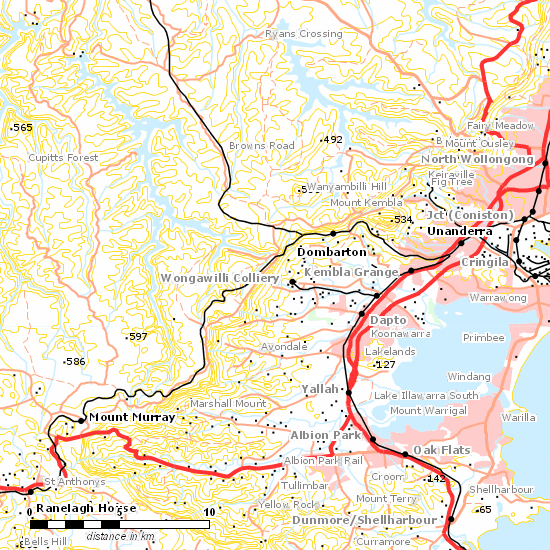 Ryans Crossing
565
492
Fairy Meadow
Mount Ousley
Browns Road
Cupitts Forest
North Wollongong
Keiraville
Figtree
Wanyambilli Hill
Mount Kembla
534
Jct (Coniston)
Unanderra
Dombarton
Cringila
Kembla Grange
Wongawilli Colliery
Warrawong
Dapto
Koonawarra
597
Primbee
Avondale
Lakelands
586
127
Windang
Yallah
Lake Illawarra South
Marshall Mount
Mount Warrigal
Mount Murray
Warilla
Albion Park
Oak Flats
Albion Park Rail
St Anthonys
Tullimbar
Croom
142
Shellharbour
Mount Terry
Ranelagh House
Yellow Rock
65
0 10
Dunmore/Shellharbour
distance in km
Bells Hill
Curramore